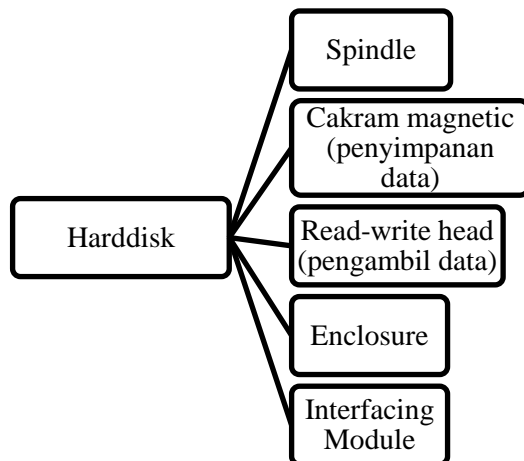 Harddisk
Spindle
Cakram magnetic
(penyimpanan
data)
Read-write head
(pengambil data)
Enclosure
Interfacing
Module